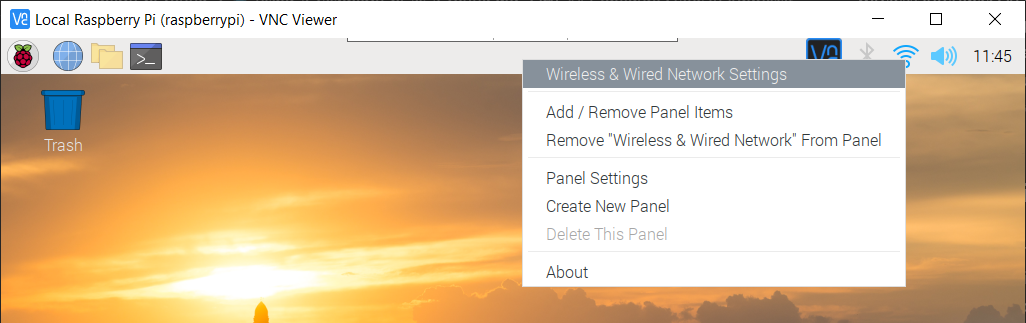 Local Raspberry Pi (raspberrypi) - VNC Viewer
11:45
Wireless & Wired Network Settings
Add / Remove Panel Items
Remove "Wireless & Wired Network" From Panel
Panel Settings
Create New Panel
Delete This Panel
About
Trash